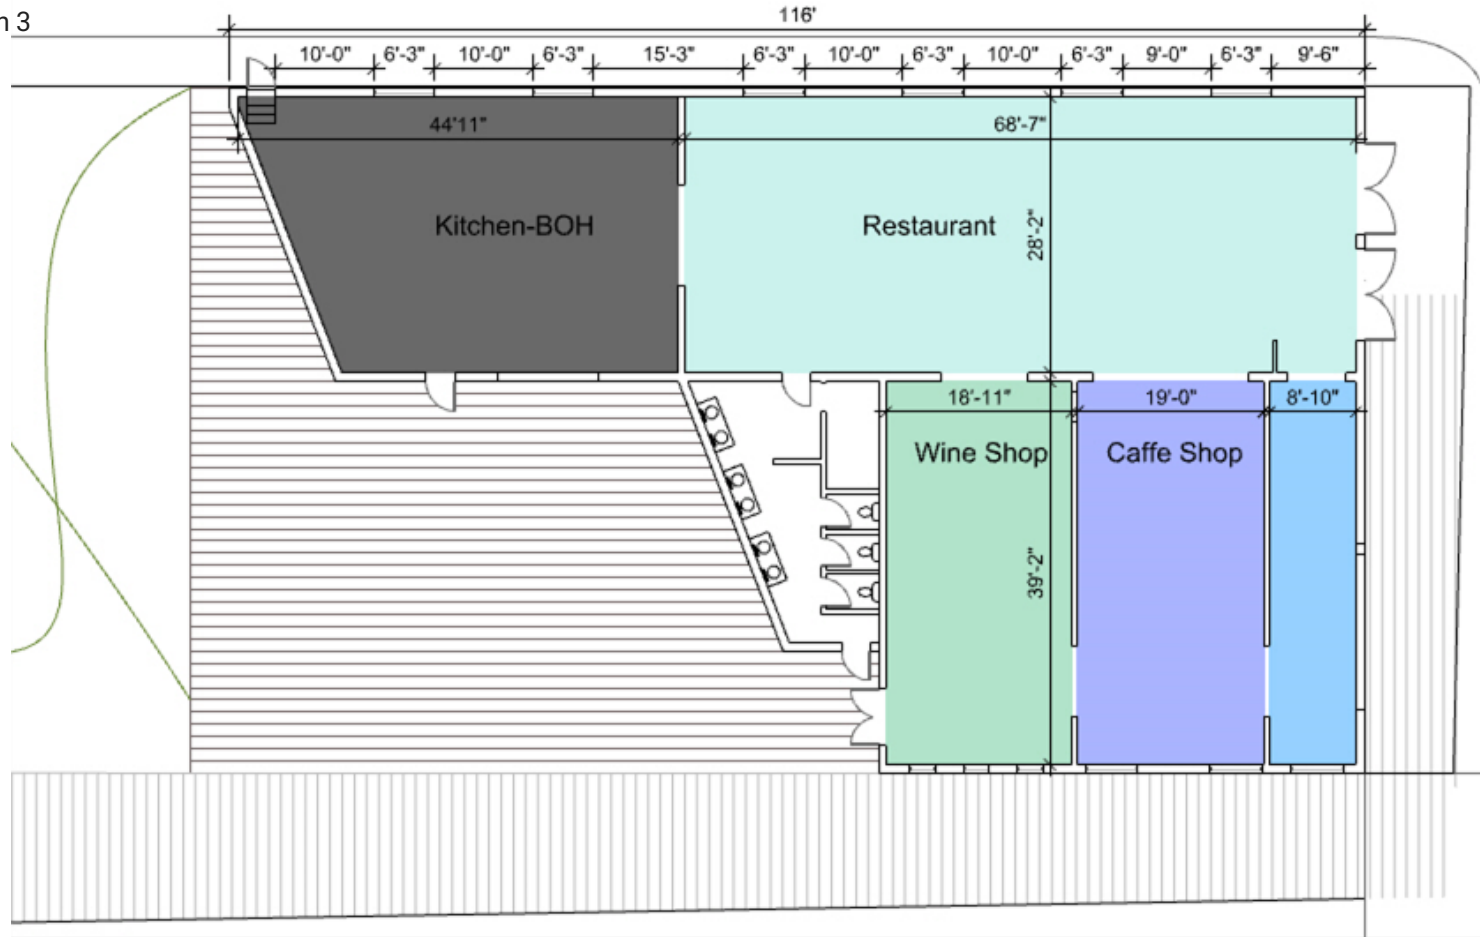 n 3
116'
10'-0" 6'-3" 10'-0" 6'-3" 15'-3" 6'-3" 10'-0" 6'-3" 10'-0" 6'-3" 9'-0" 6'-3" 9'-6"
44'11" 68'-7"
Kitchen-BOH Restaurant 28'-2"
18'-11" 19'-0" 8'-10"
Wine Shop Caffe Shop
39'-2"